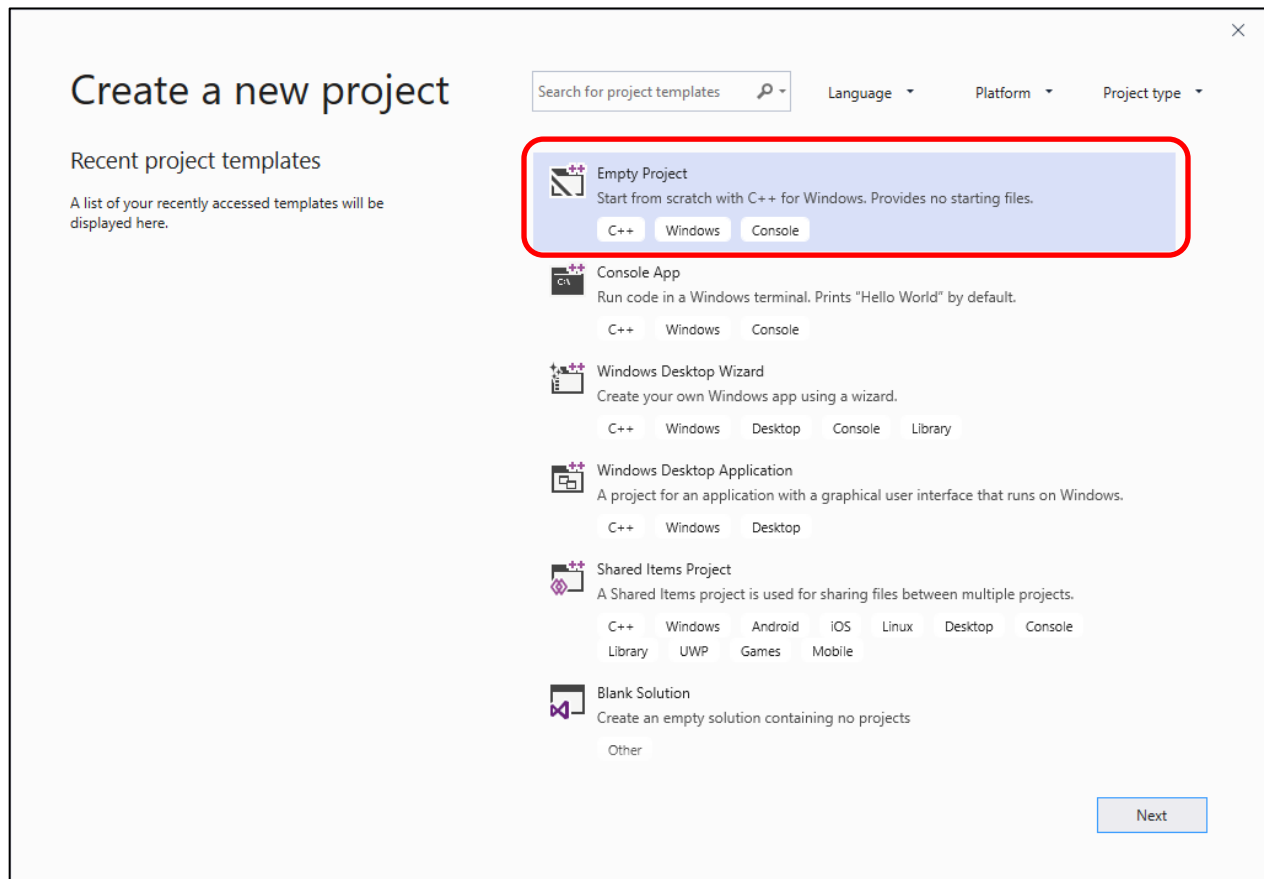 Create a new project
Search for project templates
Language
Platform
Project type
Recent project templates
A list of your recently accessed templates will be
displayed here.
Empty Project
Start from scratch with C++ for Windows. Provides no starting files.
C++ Windows Console
Console App
Run code in a Windows terminal. Prints “Hello World” by default.
C++ Windows Console
Windows Desktop Wizard
Create your own Windows app using a wizard.
C++ Windows Desktop Console Library
Windows Desktop Application
A project for an application with a graphical user interface that runs on Windows.
C++ Windows Desktop
Shared Items Project
A Shared Items project is used for sharing files between multiple projects.
C++ Windows Android iOS Linux Desktop Console
Library UWP Games Mobile
Blank Solution
Create an empty solution containing no projects
Other
Next